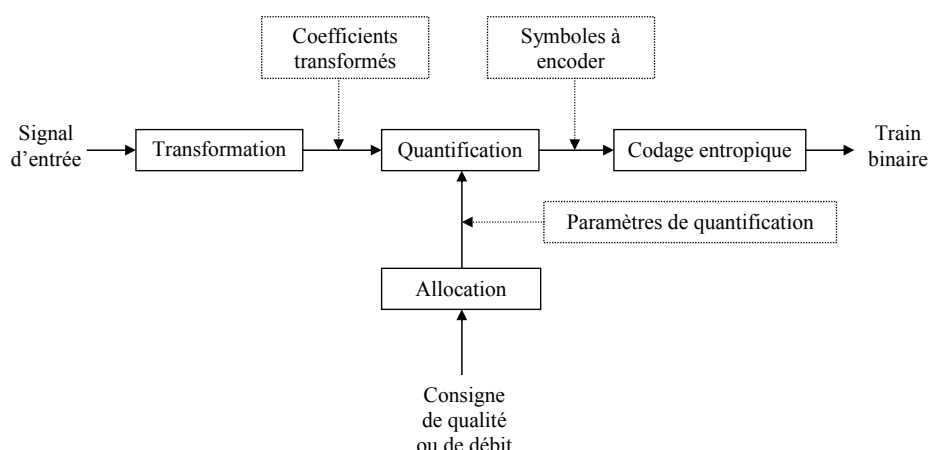 Coefficients
transformés
Symboles à
encoder
Signal
d'entrée
Transformation
Quantification
Codage entropique
Train
binaire
Paramètres de quantification
Allocation
Consigne
de qualité
ou de débit